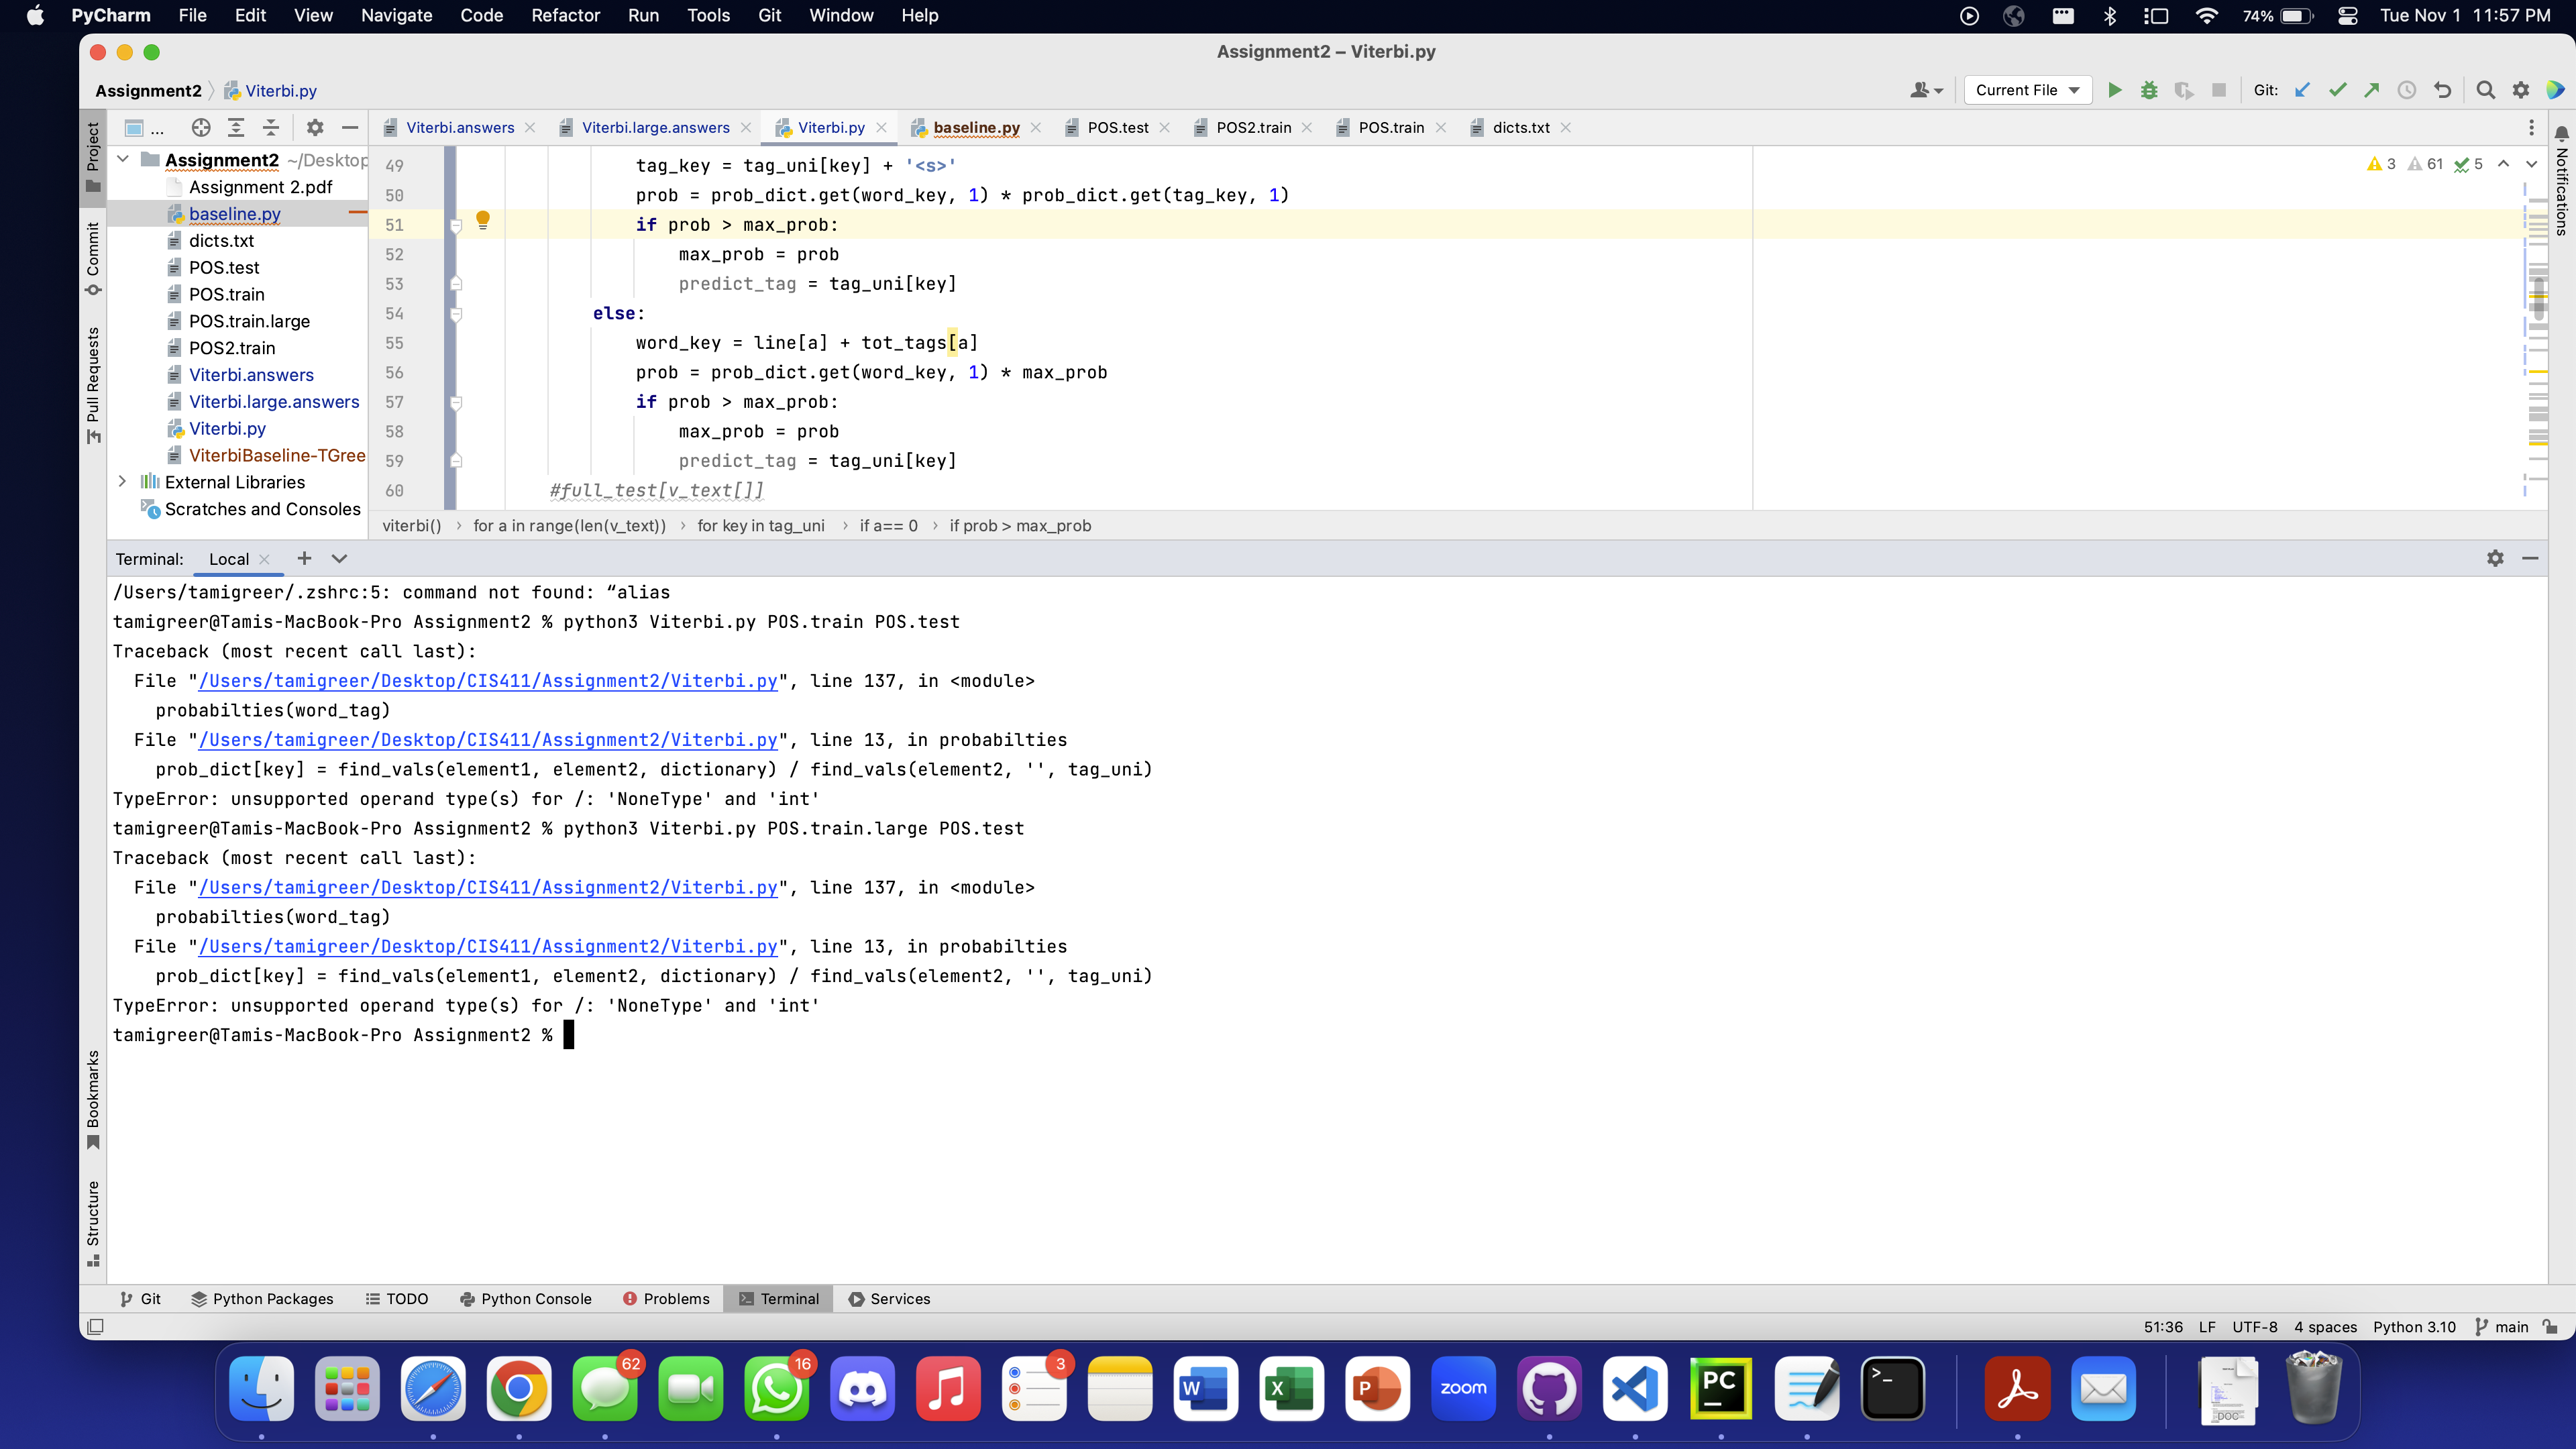 PyCharm File Edit View Navigate Code Refactor Run Tools Git Window Help 74% Tue Nov 1 11:57 PM
Assignment2 – Viterbi.py
Assignment2 Viterbi.py Current File Git:
... Viterbi.answers Viterbi.large.answers Viterbi.py baseline.py POS.test POS2.train POS.train dicts.txt
Project
Commit
Pull Requests
Bookmarks
Structure
Notifications
Assignment2 ~/Desktop
Assignment 2.pdf
baseline.py
dicts.txt
POS.test
POS.train
POS.train.large
POS2.train
Viterbi.answers
Viterbi.large.answers
Viterbi.py
ViterbiBaseline-TGree
External Libraries
Scratches and Consoles
3 61 5
49 tag_key = tag_uni[key] + '<s>'
50 prob = prob_dict.get(word_key, 1) * prob_dict.get(tag_key, 1)
51 if prob > max_prob:
52 max_prob = prob
53 predict_tag = tag_uni[key]
54 else:
55 word_key = line[a] + tot_tags[a]
56 prob = prob_dict.get(word_key, 1) * max_prob
57 if prob > max_prob:
58 max_prob = prob
59 predict_tag = tag_uni[key]
60 #full_test[v_text[]]
viterbi() › for a in range(len(v_text)) › for key in tag_uni › if a== 0 › if prob > max_prob
Terminal: Local
/Users/tamigreer/.zshrc:5: command not found: “alias
tamigreer@Tamis-MacBook-Pro Assignment2 % python3 Viterbi.py POS.train POS.test
Traceback (most recent call last):
File "/Users/tamigreer/Desktop/CIS411/Assignment2/Viterbi.py", line 137, in <module>
probabilties(word_tag)
File "/Users/tamigreer/Desktop/CIS411/Assignment2/Viterbi.py", line 13, in probabilties
prob_dict[key] = find_vals(element1, element2, dictionary) / find_vals(element2, '', tag_uni)
TypeError: unsupported operand type(s) for /: 'NoneType' and 'int'
tamigreer@Tamis-MacBook-Pro Assignment2 % python3 Viterbi.py POS.train.large POS.test
Traceback (most recent call last):
File "/Users/tamigreer/Desktop/CIS411/Assignment2/Viterbi.py", line 137, in <module>
probabilties(word_tag)
File "/Users/tamigreer/Desktop/CIS411/Assignment2/Viterbi.py", line 13, in probabilties
prob_dict[key] = find_vals(element1, element2, dictionary) / find_vals(element2, '', tag_uni)
TypeError: unsupported operand type(s) for /: 'NoneType' and 'int'
tamigreer@Tamis-MacBook-Pro Assignment2 %
Git Python Packages TODO Python Console Problems Terminal Services
51:36 LF UTF-8 4 spaces Python 3.10 main
62 16 3
W X P zoom PC >_ DOC